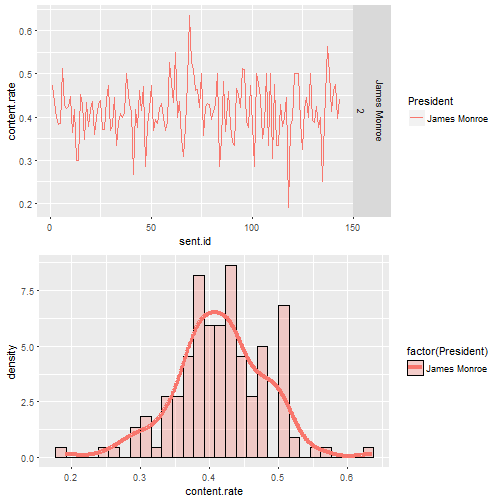 0.6
0.5
0.4
0.3
0.2
content.rate
0
50
100
150
sent.id
James Monroe
2
President
James Monroe
7.5
5.0
2.5
0.0
density
0.2
0.3
0.4
0.5
0.6
content.rate
factor(President)
James Monroe